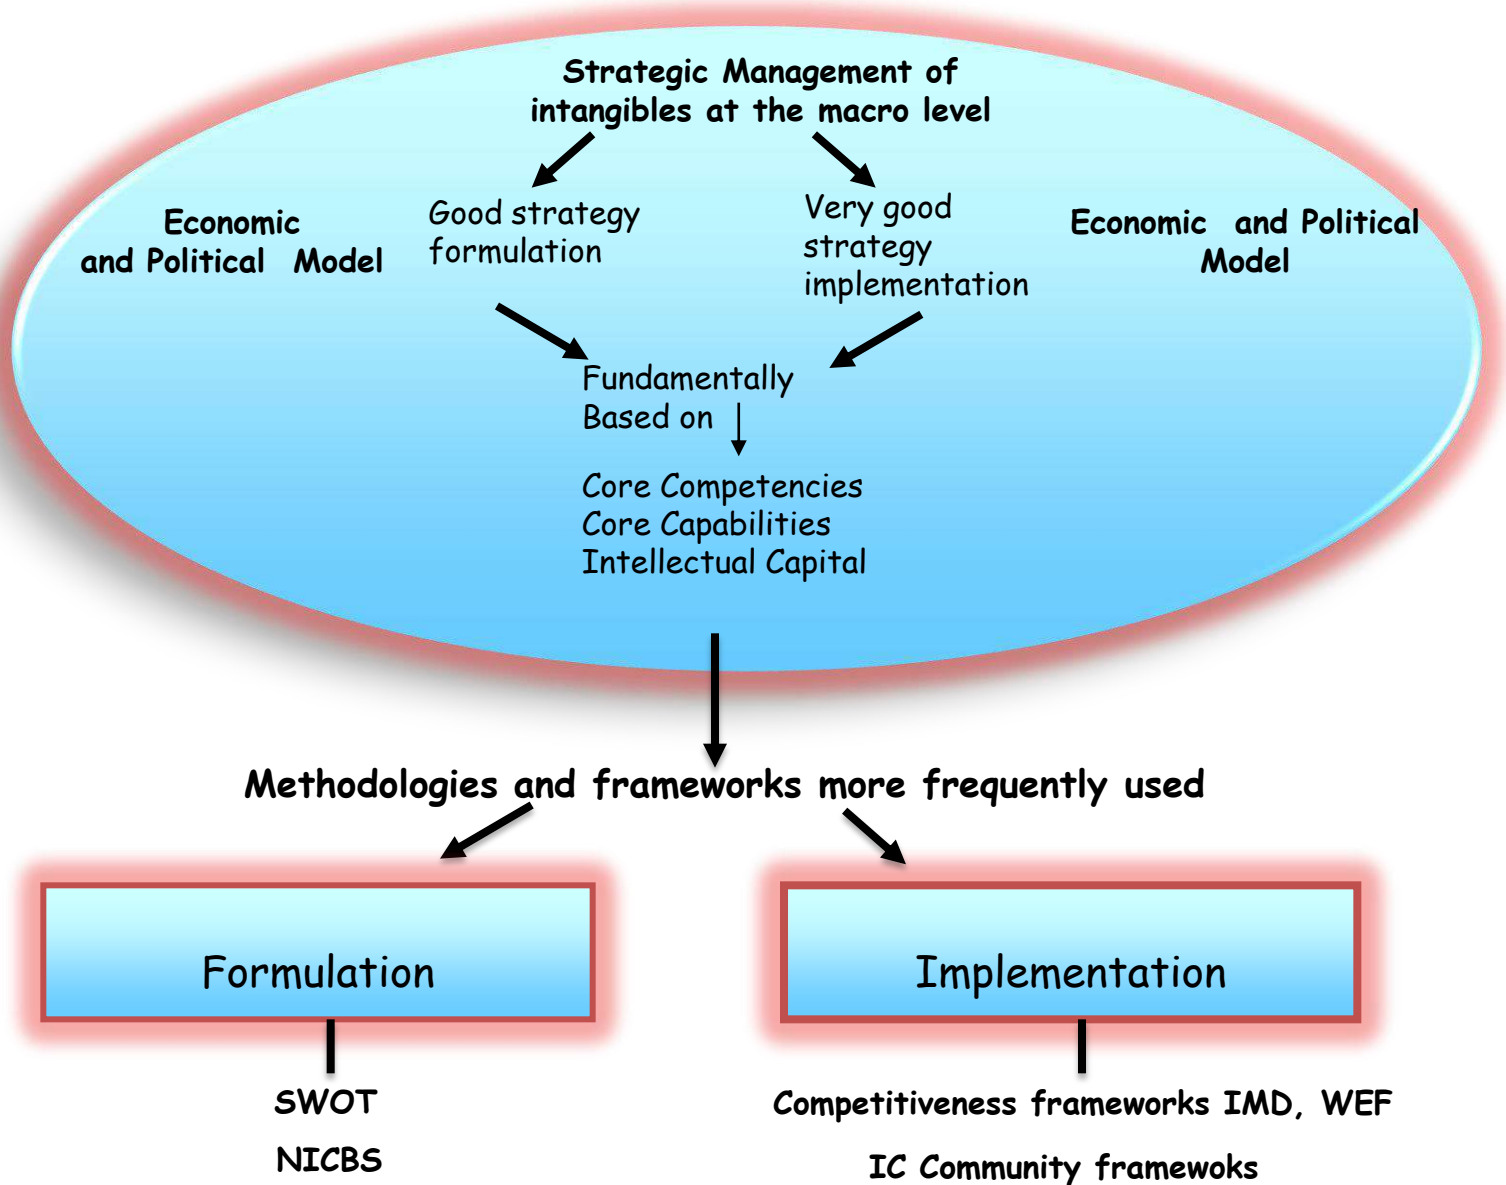 Strategic Management of
intangibles at the macro level
Economic
and Political Model
Good strategy
formulation
Very good
strategy
implementation
Economic and Political
Model
Fundamentally
Based on
Core Competencies
Core Capabilities
Intellectual Capital
Methodologies and frameworks more frequently used
Formulation
Implementation
SWOT
NICBS
Competitiveness frameworks IMD, WEF
IC Community framewoks